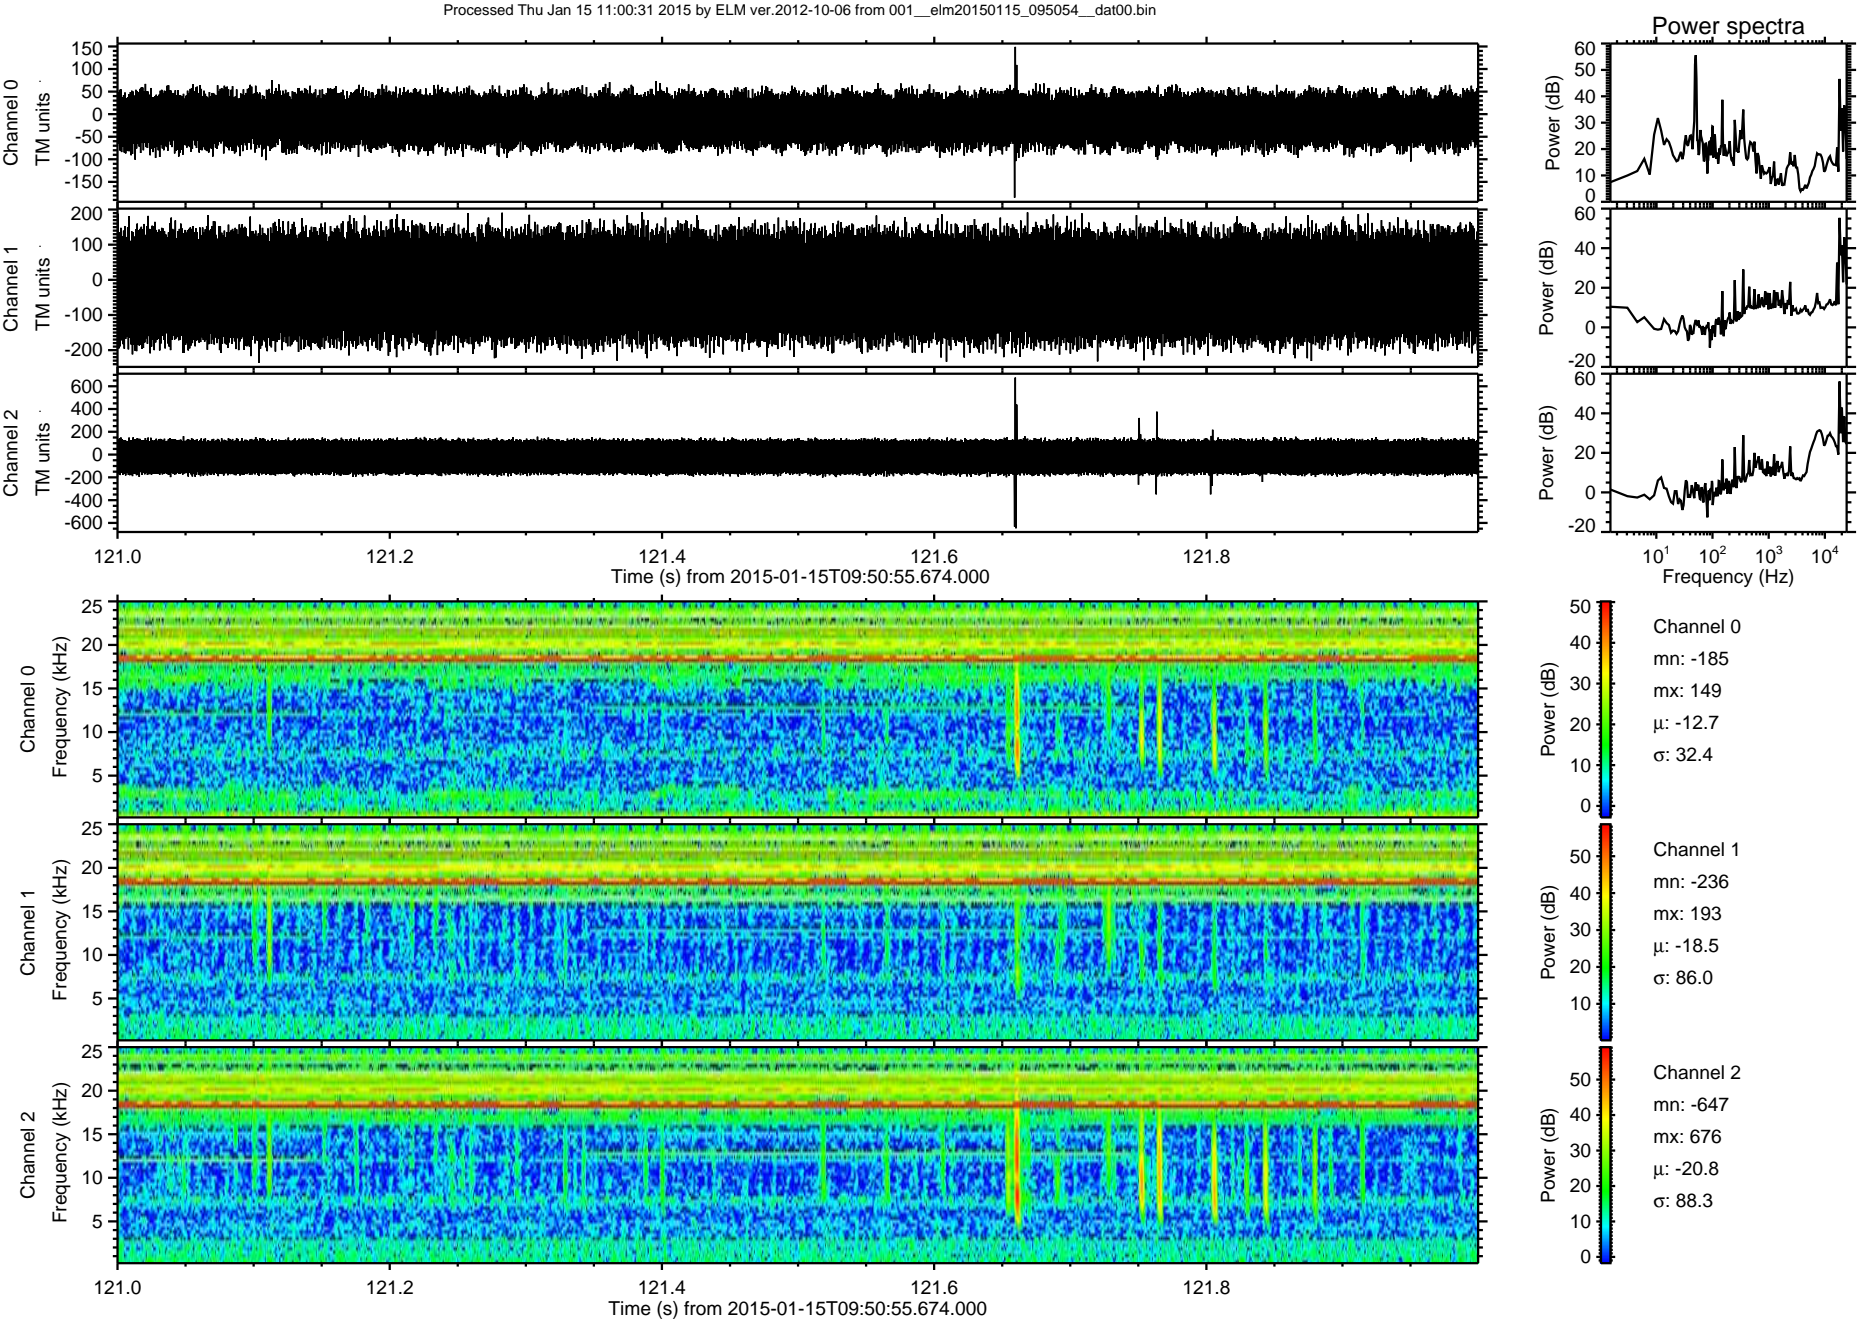 Processed Thu Jan 15 11:00:31 2015 by ELM ver.2012-10-06 from 001__elm20150115_095054__dat00.bin
Power spectra
Channel 0
TM units
150
100
50
0
-50
-100
-150
Power (dB)
60
50
40
30
20
10
0
Channel 1
TM units
200
100
0
-100
-200
Power (dB)
60
40
20
0
-20
Channel 2
TM units
600
400
200
0
-200
-400
-600
Power (dB)
60
40
20
0
-20
121.0 121.2 121.4 121.6 121.8
Time (s) from 2015-01-15T09:50:55.674.000
10¹ 10² 10³ 10⁴
Frequency (Hz)
Channel 0
Frequency (kHz)
25
20
15
10
5
Power (dB)
50
40
30
20
10
0
Channel 0
mn: -185
mx: 149
μ: -12.7
σ: 32.4
Channel 1
Frequency (kHz)
25
20
15
10
5
Power (dB)
50
40
30
20
10
Channel 1
mn: -236
mx: 193
μ: -18.5
σ: 86.0
Channel 2
Frequency (kHz)
25
20
15
10
5
Power (dB)
50
40
30
20
10
0
Channel 2
mn: -647
mx: 676
μ: -20.8
σ: 88.3
121.0 121.2 121.4 121.6 121.8
Time (s) from 2015-01-15T09:50:55.674.000